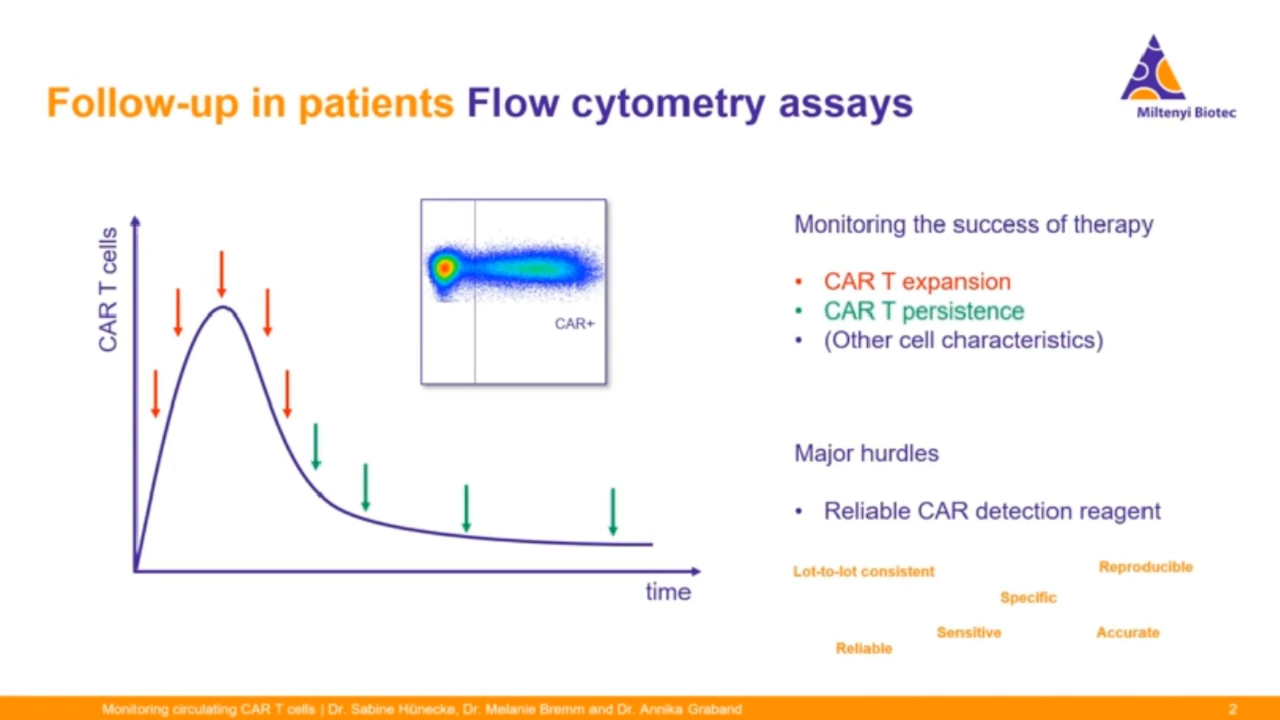 Follow-up in patients Flow cytometry assays
Miltenyi Biotec
CAR T cells
CAR+
time
Monitoring the success of therapy
• CAR T expansion
• CAR T persistence
• (Other cell characteristics)
Major hurdles
• Reliable CAR detection reagent
Lot-to-lot consistent
Reproducible
Specific
Sensitive
Accurate
Reliable
Monitoring circulating CAR T cells | Dr. Sabine Hünecke, Dr. Melanie Bremm and Dr. Annika Graband
2